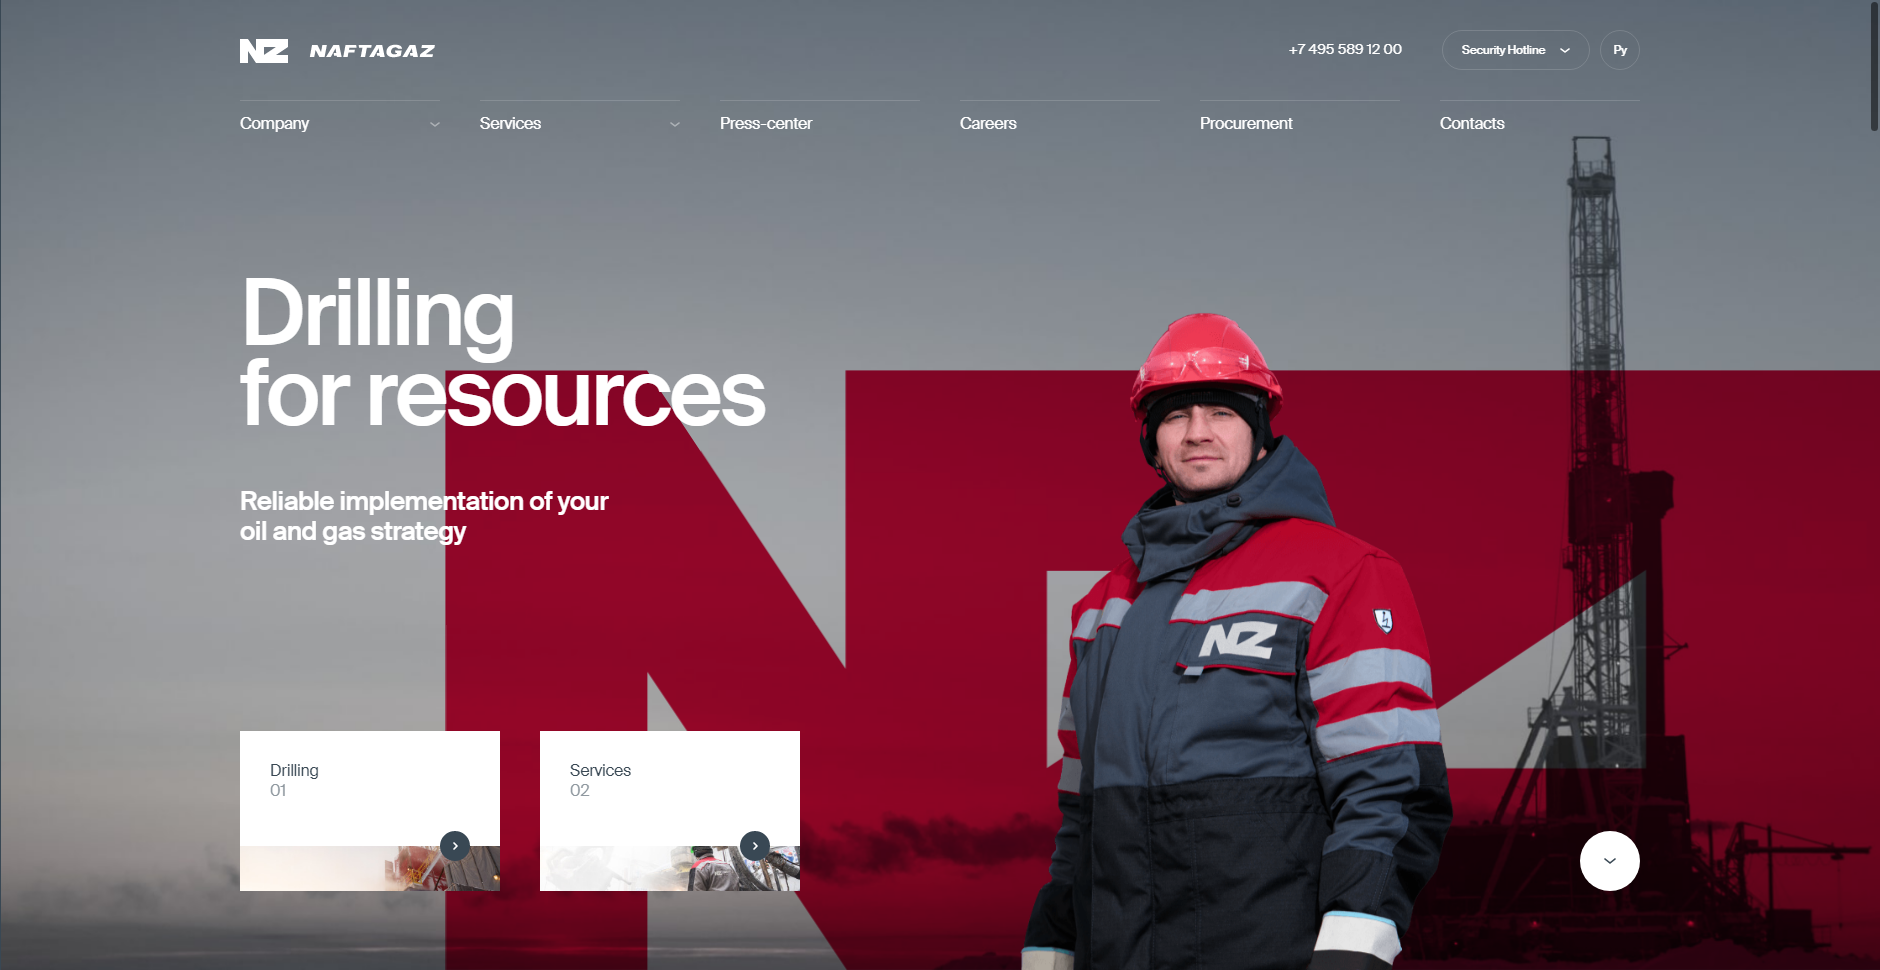 NZ NAFTAGAZ
+7 495 589 12 00
Security Hotline
Ру
Company
Services
Press-center
Careers
Procurement
Contacts
Drilling
for resources
Reliable implementation of your
oil and gas strategy
NZ
Drilling
01
Services
02